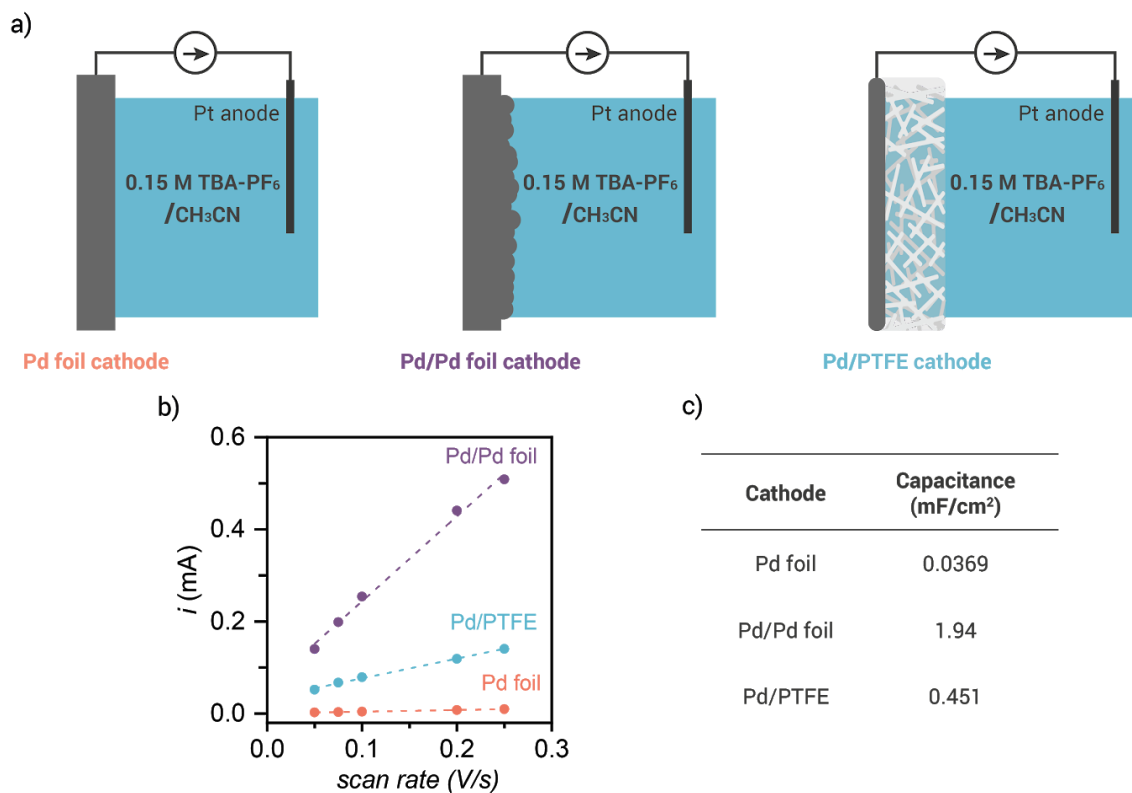 a)
Pt anode
0.15 M TBA-PF₆
/CH₃CN
Pd foil cathode
Pt anode
0.15 M TBA-PF₆
/CH₃CN
Pd/Pd foil cathode
Pt anode
0.15 M TBA-PF₆
/CH₃CN
Pd/PTFE cathode
b)
0.6
0.4
0.2
0.0
i (mA)
Pd/Pd foil
Pd/PTFE
Pd foil
0.0 0.1 0.2 0.3
scan rate (V/s)
c)
Cathode Capacitance
(mF/cm²)
Pd foil 0.0369
Pd/Pd foil 1.94
Pd/PTFE 0.451